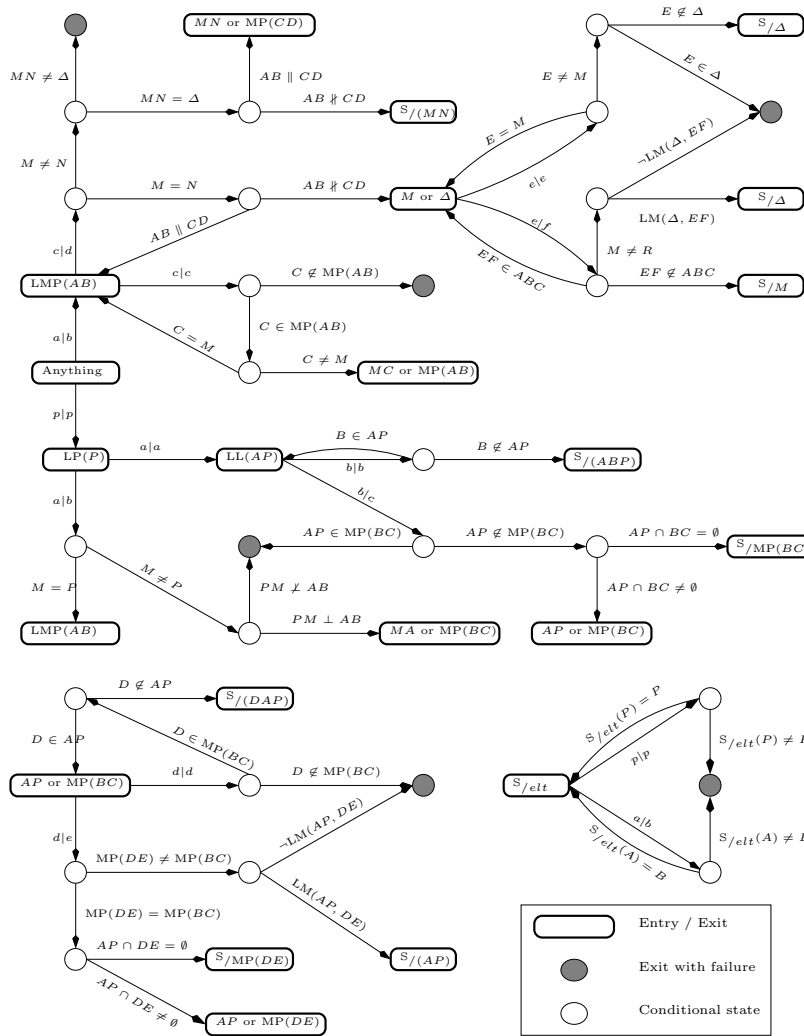 MN or MP(CD)
E ∉ Δ
S/Δ
MN ≠ Δ
AB ∥ CD
E ≠ M
E ∈ Δ
MN = Δ
AB ∦ CD
S/(MN)
E = M
¬LM(Δ, EF)
M ≠ N
e|e
M = N
AB ∦ CD
M or Δ
S/Δ
e|f
LM(Δ, EF)
AB ∥ CD
c|d
M ≠ R
EF ∈ ABC
LMP(AB)
c|c
C ∉ MP(AB)
EF ∉ ABC
S/M
a|b
C = M
C ∈ MP(AB)
Anything
C ≠ M
MC or MP(AB)
p|p
B ∈ AP
LP(P)
a|a
LL(AP)
b|b
B ∉ AP
S/(ABP)
a|b
b|c
AP ∈ MP(BC)
AP ∉ MP(BC)
AP ∩ BC = ∅
S/MP(BC
M = P
M ≠ P
PM ⊥̸ AB
AP ∩ BC ≠ ∅
LMP(AB)
PM ⊥ AB
MA or MP(BC)
AP or MP(BC)
D ∉ AP
S/(DAP)
D ∈ AP
D ∈ MP(BC)
S/elt(P) = P
S/elt(P) ≠
AP or MP(BC)
d|d
D ∉ MP(BC)
S/elt
p|p
d|e
¬LM(AP, DE)
a|b
MP(DE) ≠ MP(BC)
S/elt(A) = B
S/elt(A) ≠
LM(AP, DE)
MP(DE) = MP(BC)
AP ∩ DE = ∅
S/MP(DE)
S/(AP)
AP ∩ DE ≠ ∅
AP or MP(DE)
Entry / Exit
Exit with failure
Conditional state